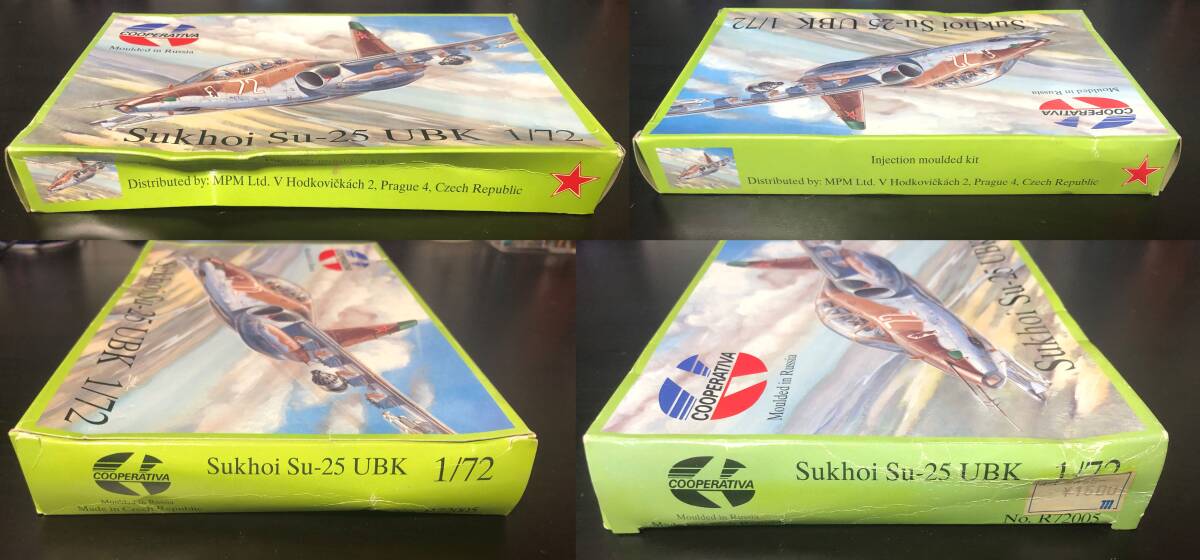 COOPERATIVA
Moulded in Russia
72
Sukhoi Su-25 UBK 1/72
Distributed by: MPM Ltd. V Hodkovičkách 2, Prague 4, Czech Republic
Sukhoi Su-25 UBK 1/72
Moulded in Russia
COOPERATIVA
Injection moulded kit
Distributed by: MPM Ltd. V Hodkovičkách 2, Prague 4, Czech Republic
Su-25 UBK 1/72
COOPERATIVA
Sukhoi Su-25 UBK 1/72
Moulded in Russia
Made in Czech Republic
Sukhoi Su-25 UBK
COOPERATIVA
Moulded in Russia
COOPERATIVA
Sukhoi Su-25 UBK 1/72
Moulded in Russia
No. R72005